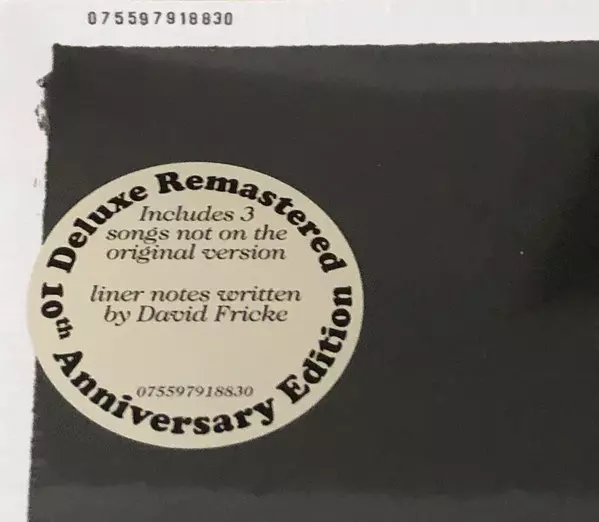 075597918830
10th Anniversary Edition Deluxe Remastered
Includes 3
songs not on the
original version
liner notes written
by David Fricke
075597918830